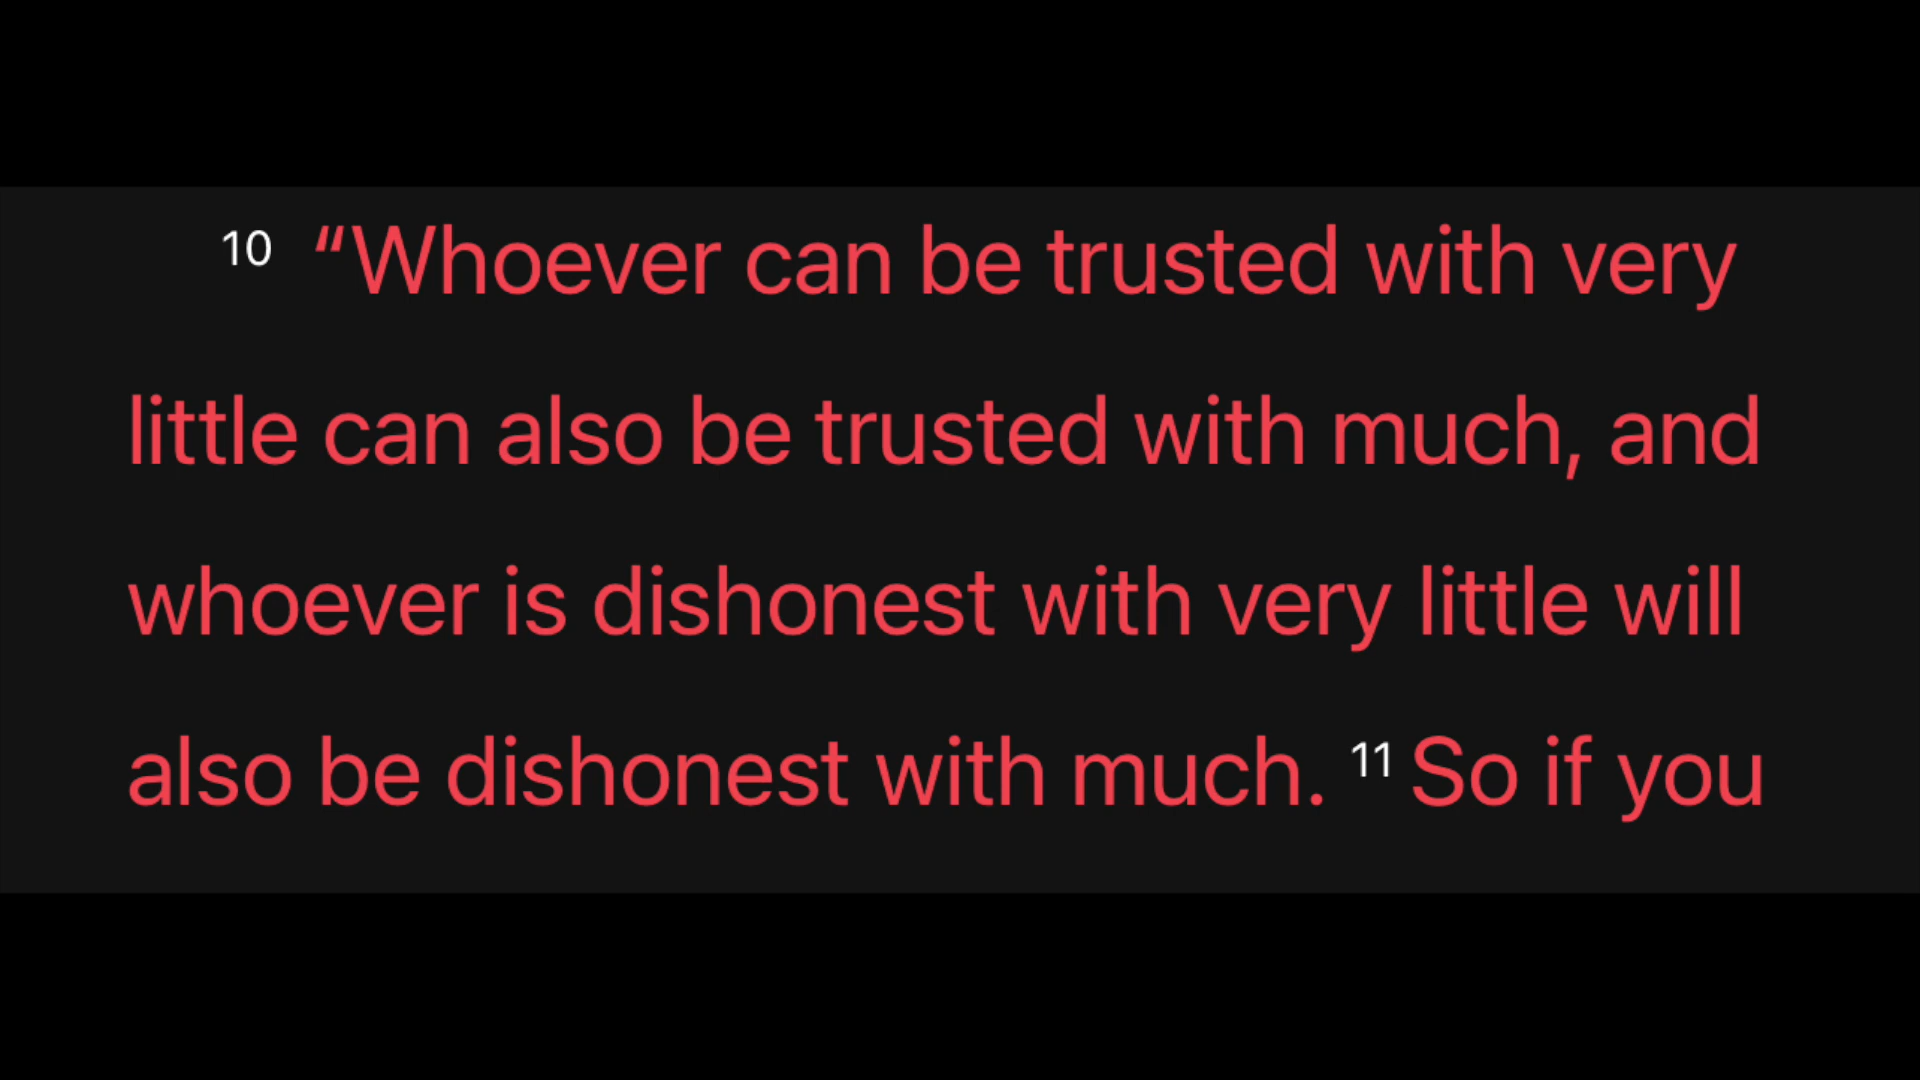 10 “Whoever can be trusted with very
little can also be trusted with much, and
whoever is dishonest with very little will
also be dishonest with much. 11 So if you